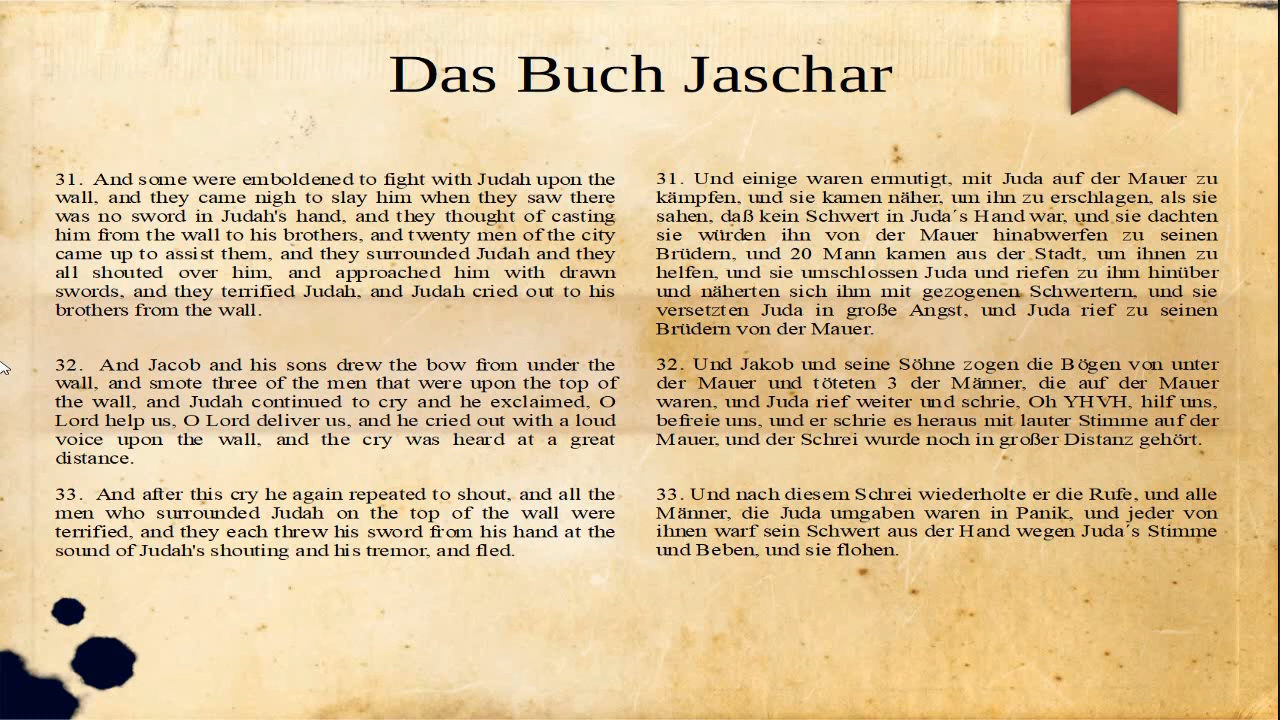 Das Buch Jaschar
31. And some were emboldened to fight with Judah upon the
wall, and they came nigh to slay him when they saw there
was no sword in Judah's hand, and they thought of casting
him from the wall to his brothers, and twenty men of the city
came up to assist them, and they surrounded Judah and they
all shouted over him, and approached him with drawn
swords, and they terrified Judah, and Judah cried out to his
brothers from the wall.
32. And Jacob and his sons drew the bow from under the
wall, and smote three of the men that were upon the top of
the wall, and Judah continued to cry and he exclaimed, O
Lord help us, O Lord deliver us, and he cried out with a loud
voice upon the wall, and the cry was heard at a great
distance.
33. And after this cry he again repeated to shout, and all the
men who surrounded Judah on the top of the wall were
terrified, and they each threw his sword from his hand at the
sound of Judah's shouting and his tremor, and fled.
31. Und einige waren ermutigt, mit Juda auf der Mauer zu
kämpfen, und sie kamen näher, um ihn zu erschlagen, als sie
sahen, daß kein Schwert in Juda´s Hand war, und sie dachten
sie würden ihn von der Mauer hinabwerfen zu seinen
Brüdern, und 20 Mann kamen aus der Stadt, um ihnen zu
helfen, und sie umschlossen Juda und riefen zu ihm hinüber
und näherten sich ihm mit gezogenen Schwertern, und sie
versetzten Juda in große Angst, und Juda rief zu seinen
Brüdern von der Mauer.
32. Und Jakob und seine Söhne zogen die Bögen von unter
der Mauer und töteten 3 der Männer, die auf der Mauer
waren, und Juda rief weiter und schrie, Oh YHVH, hilf uns,
befreie uns, und er schrie es heraus mit lauter Stimme auf der
Mauer, und der Schrei wurde noch in großer Distanz gehört.
33. Und nach diesem Schrei wiederholte er die Rufe, und alle
Männer, die Juda umgaben waren in Panik, und jeder von
ihnen warf sein Schwert aus der Hand wegen Juda´s Stimme
und Beben, und sie flohen.